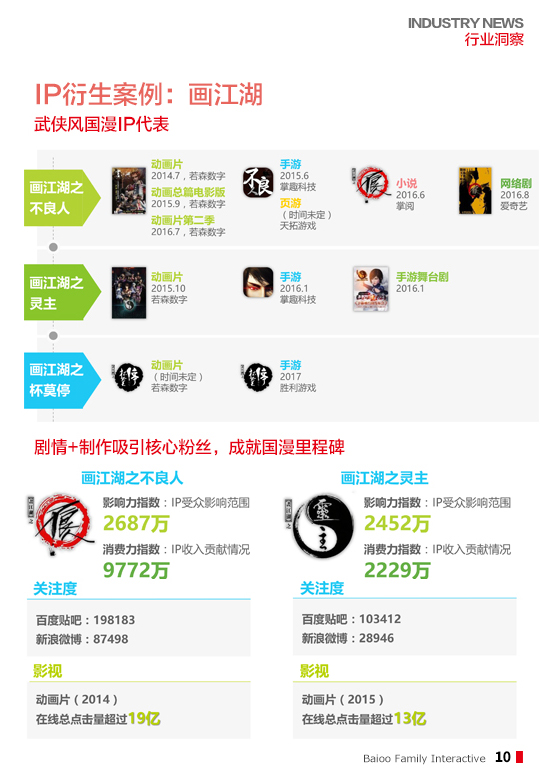 INDUSTRY NEWS
行业洞察
IP衍生案例：画江湖
武侠风国漫IP代表
画江湖之
不良人
动画片
2014.7，若森数字
动画总篇电影版
2015.9，若森数字
动画片第二季
2016.7，若森数字
不良
手游
2015.6
掌趣科技
页游
（时间未定）
天拓游戏
小说
2016.6
掌阅
网络剧
2016.8
爱奇艺
画江湖之
灵主
动画片
2015.10
若森数字
手游
2016.1
掌趣科技
手游舞台剧
2016.1
画江湖之
杯莫停
动画片
（时间未定）
若森数字
手游
2017
胜利游戏
剧情+制作吸引核心粉丝，成就国漫里程碑
画江湖之不良人
影响力指数：IP受众影响范围
2687万
消费力指数：IP收入贡献情况
9772万
关注度
百度贴吧：198183
新浪微博：87498
影视
动画片（2014）
在线总点击量超过19亿
画江湖之灵主
靈主
影响力指数：IP受众影响范围
2452万
消费力指数：IP收入贡献情况
2229万
关注度
百度贴吧：103412
新浪微博：28946
影视
动画片（2015）
在线总点击量超过13亿
Baioo Family Interactive 10